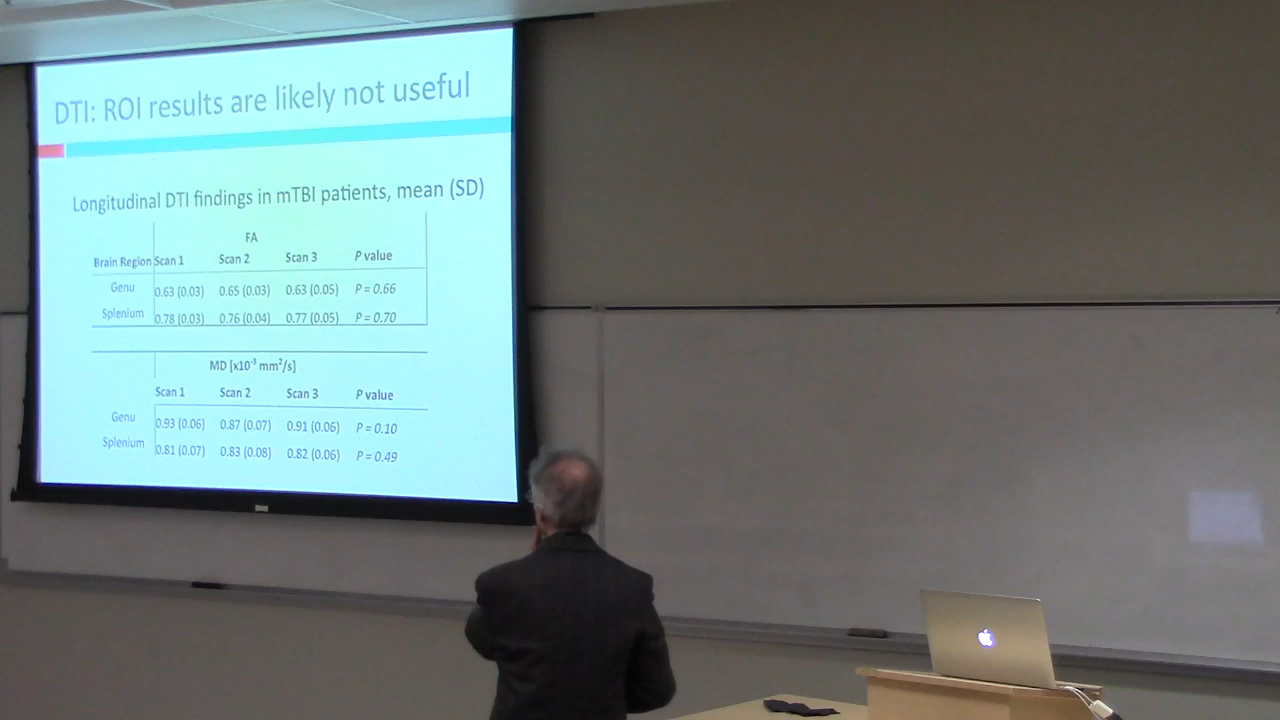 DTI: ROI results are likely not useful
Longitudinal DTI findings in mTBI patients, mean (SD)
FA
Brain Region Scan 1 Scan 2 Scan 3 P value
Genu 0.63 (0.03) 0.65 (0.03) 0.63 (0.05) P = 0.66
Splenium 0.78 (0.03) 0.76 (0.04) 0.77 (0.05) P = 0.70
MD [x10⁻³ mm²/s]
Scan 1 Scan 2 Scan 3 P value
Genu 0.93 (0.06) 0.87 (0.07) 0.91 (0.06) P = 0.10
Splenium 0.81 (0.07) 0.83 (0.08) 0.82 (0.06) P = 0.49